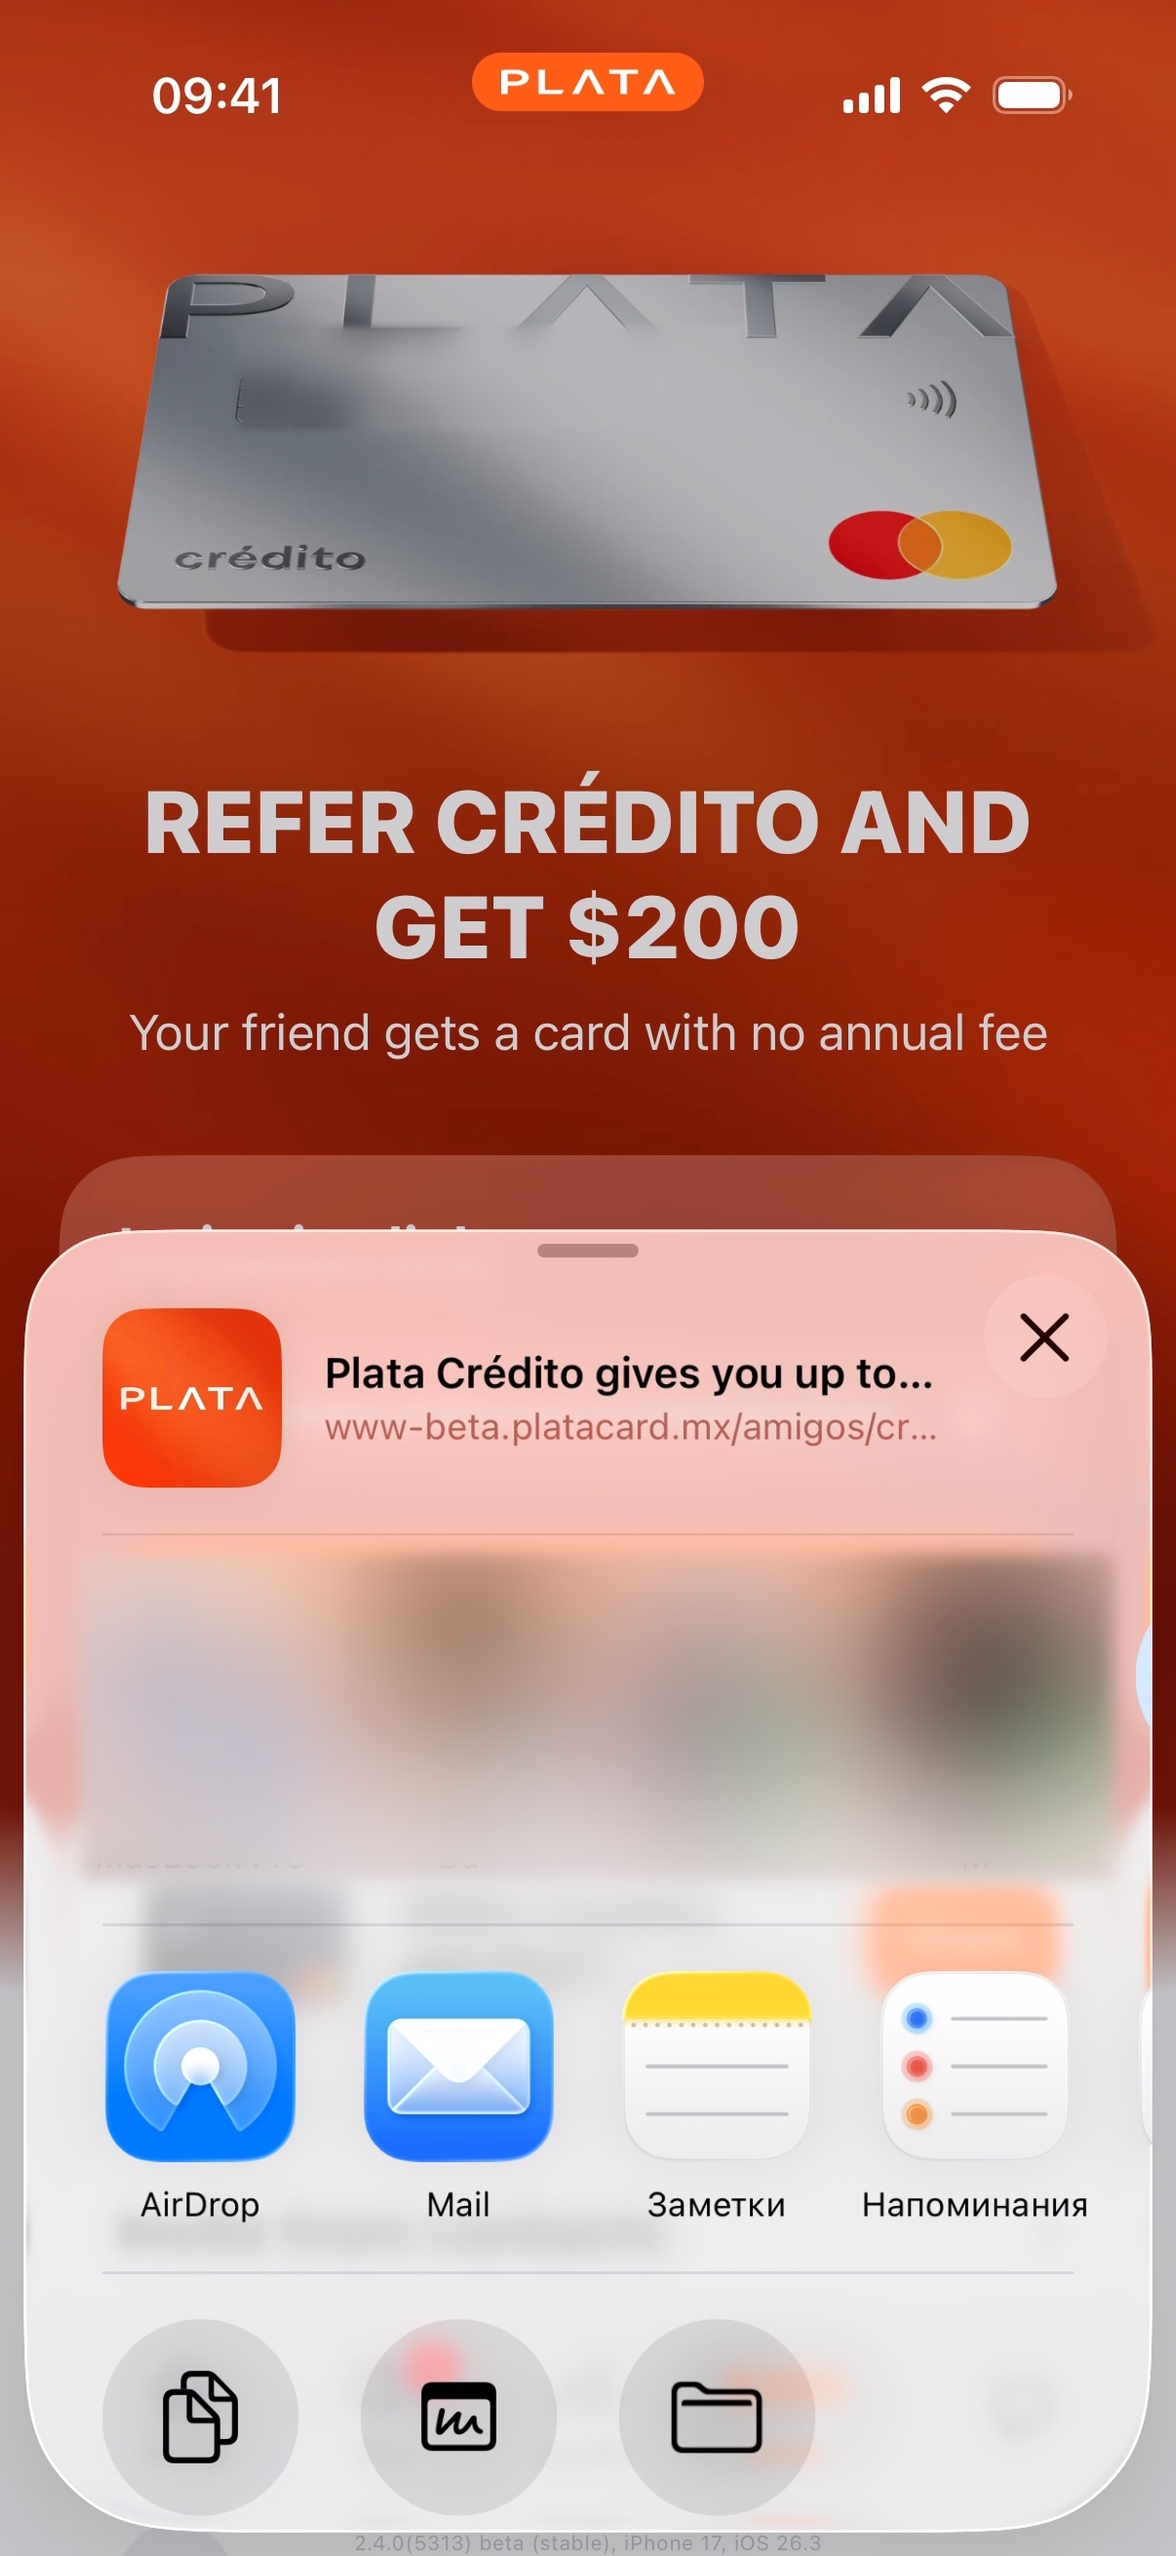 09:41
PLATA
PLATA
crédito
REFER CRÉDITO AND
GET $200
Your friend gets a card with no annual fee
Plata Crédito gives you up to...
www-beta.platacard.mx/amigos/cr...
PLATA
AirDrop
Mail
Заметки
Напоминания
2.4.0(5313) beta (stable), iPhone 17, iOS 26.3